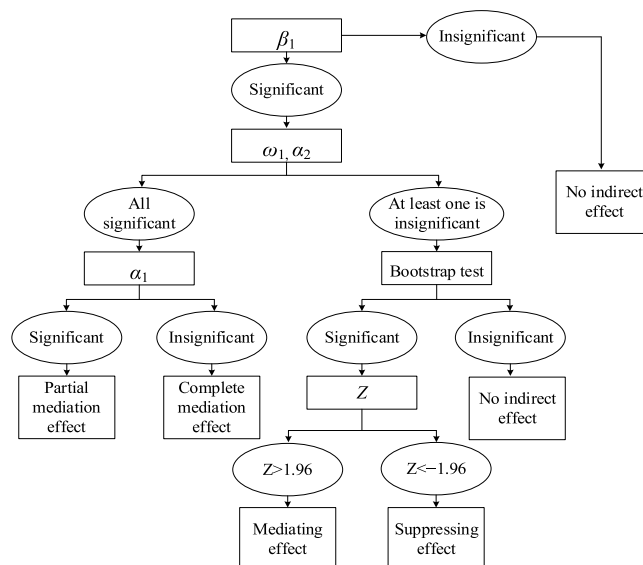 β1
Insignificant
Significant
ω1, α2
All
significant
At least one is
insignificant
No indirect
effect
α1
Bootstrap test
Significant
Insignificant
Significant
Insignificant
Partial
mediation
effect
Complete
mediation
effect
Z
No indirect
effect
Z>1.96
Z<−1.96
Mediating
effect
Suppressing
effect